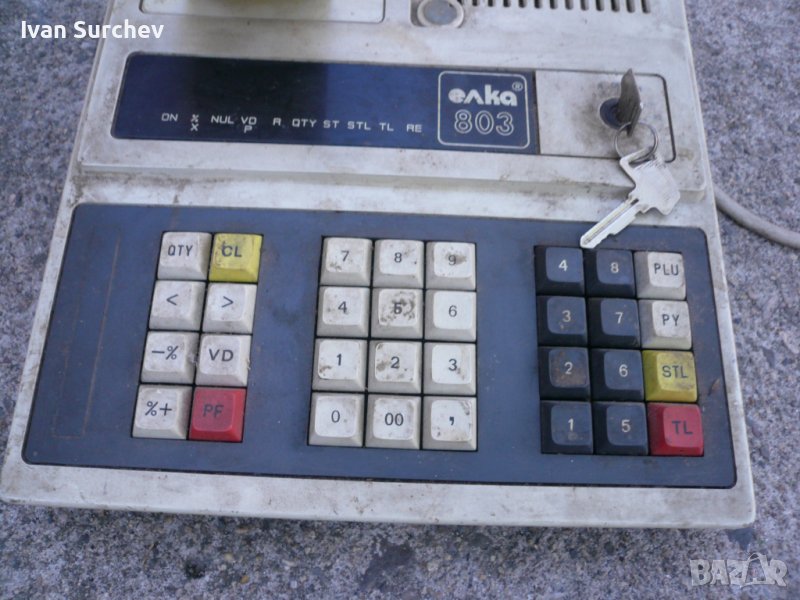 Ivan Surchev
елка®
803
ON % NUL VD R QTY ST STL TL RE
X P
QTY CL
< >
-% VD
%+ PF
7 8 9
4 5 6
1 2 3
0 00 ,
4 8 PLU
3 7 PY
2 6 STL
1 5 TL
BAZAR